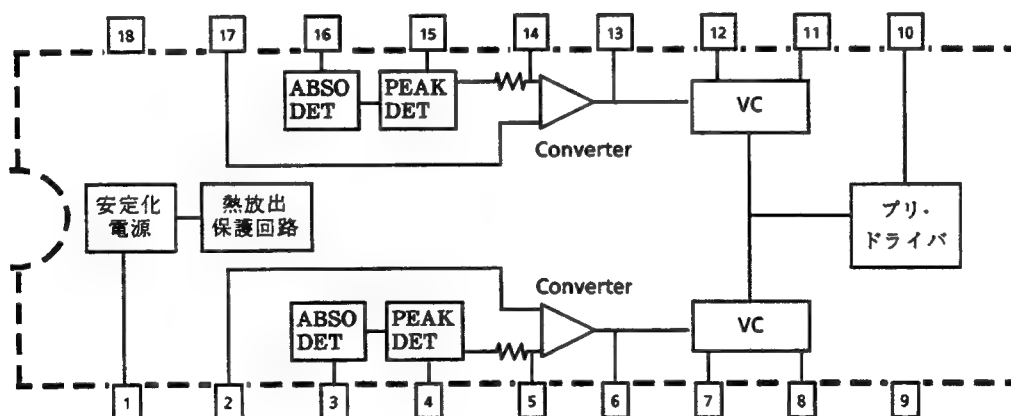 18 17 16 15 14 13 12 11 10
ABSO
DET
PEAK
DET
Converter
VC
安定化
電源
熱放出
保護回路
プリ・
ドライバ
Converter
ABSO
DET
PEAK
DET
VC
1 2 3 4 5 6 7 8 9